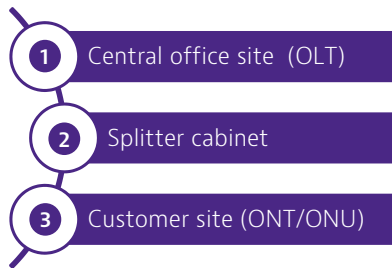 1 Central office site (OLT)
2 Splitter cabinet
3 Customer site (ONT/ONU)